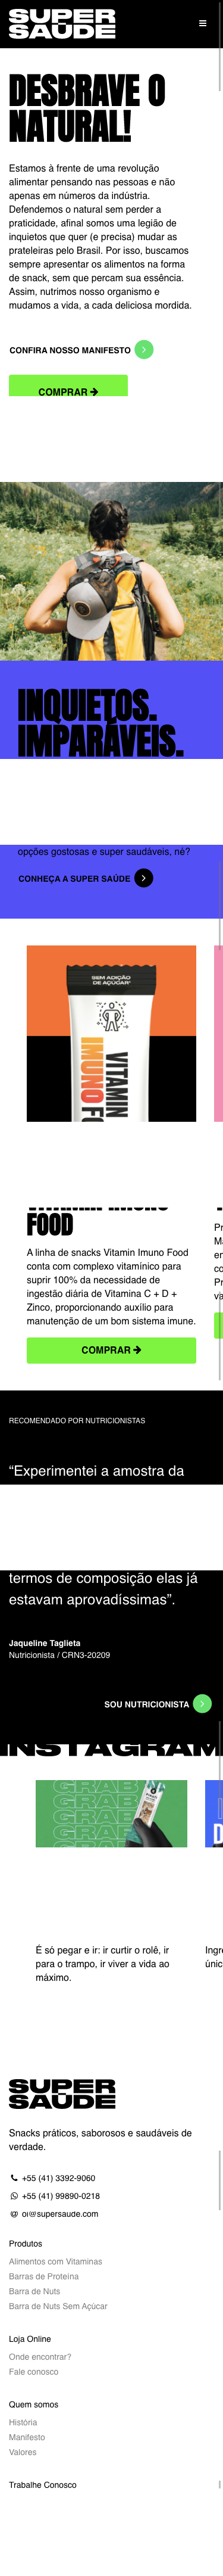 SUPER
SAÚDE
DESBRAVE O
NATURAL!
Estamos à frente de uma revolução
alimentar pensando nas pessoas e não
apenas em números da indústria.
Defendemos o natural sem perder a
praticidade, afinal somos uma legião de
inquietos que quer (e precisa) mudar as
prateleiras pelo Brasil. Por isso, buscamos
sempre apresentar os alimentos na forma
de snack, sem que percam sua essência.
Assim, nutrimos nosso organismo e
mudamos a vida, a cada deliciosa mordida.
CONFIRA NOSSO MANIFESTO
COMPRAR
INQUIETOS.
IMPARÁVEIS.
opções gostosas e super saudáveis, né?
CONHEÇA A SUPER SAÚDE
SEM ADIÇÃO
DE AÇÚCAR*
IMUNO FO
VITAMIN
VITAMIN IMUNO
FOOD
A linha de snacks Vitamin Imuno Food
conta com complexo vitamínico para
suprir 100% da necessidade de
ingestão diária de Vitamina C + D +
Zinco, proporcionando auxílio para
manutenção de um bom sistema imune.
COMPRAR
RECOMENDADO POR NUTRICIONISTAS
“Experimentei a amostra da
termos de composição elas já
estavam aprovadíssimas”.
Jaqueline Taglieta
Nutricionista / CRN3-20209
SOU NUTRICIONISTA
INSTAGRAM
GRAB
GRAB
GRAB
É só pegar e ir: ir curtir o rolê, ir
para o trampo, ir viver a vida ao
máximo.
SUPER
SAÚDE
Snacks práticos, saborosos e saudáveis de
verdade.
+55 (41) 3392-9060
+55 (41) 99890-0218
oi@supersaude.com
Produtos
Alimentos com Vitaminas
Barras de Proteína
Barra de Nuts
Barra de Nuts Sem Açúcar
Loja Online
Onde encontrar?
Fale conosco
Quem somos
História
Manifesto
Valores
Trabalhe Conosco